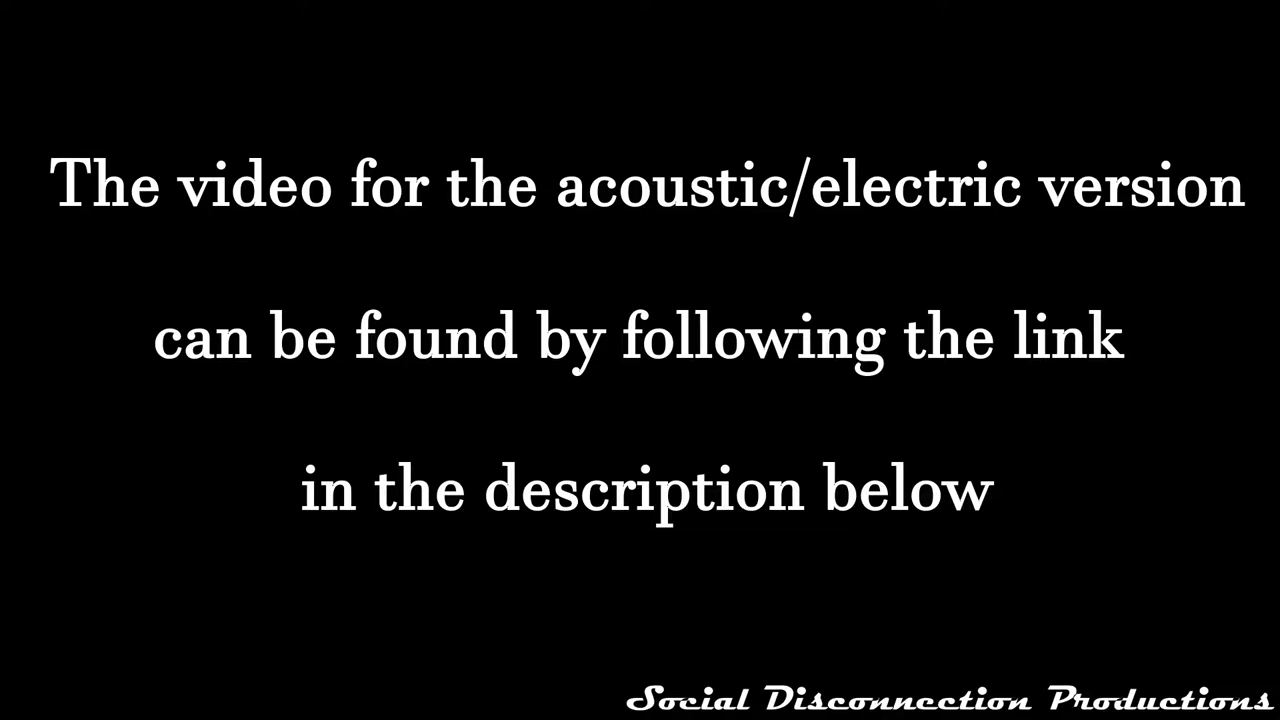 The video for the acoustic/electric version
can be found by following the link
in the description below
Social Disconnection Productions